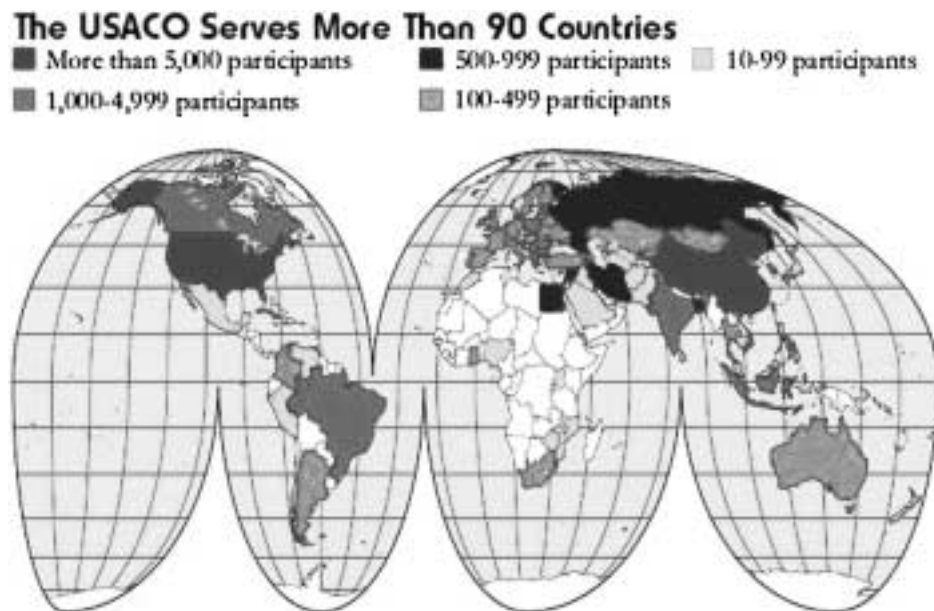 The USACO Serves More Than 90 Countries
More than 5,000 participants 500-999 participants 10-99 participants
1,000-4,999 participants 100-499 participants